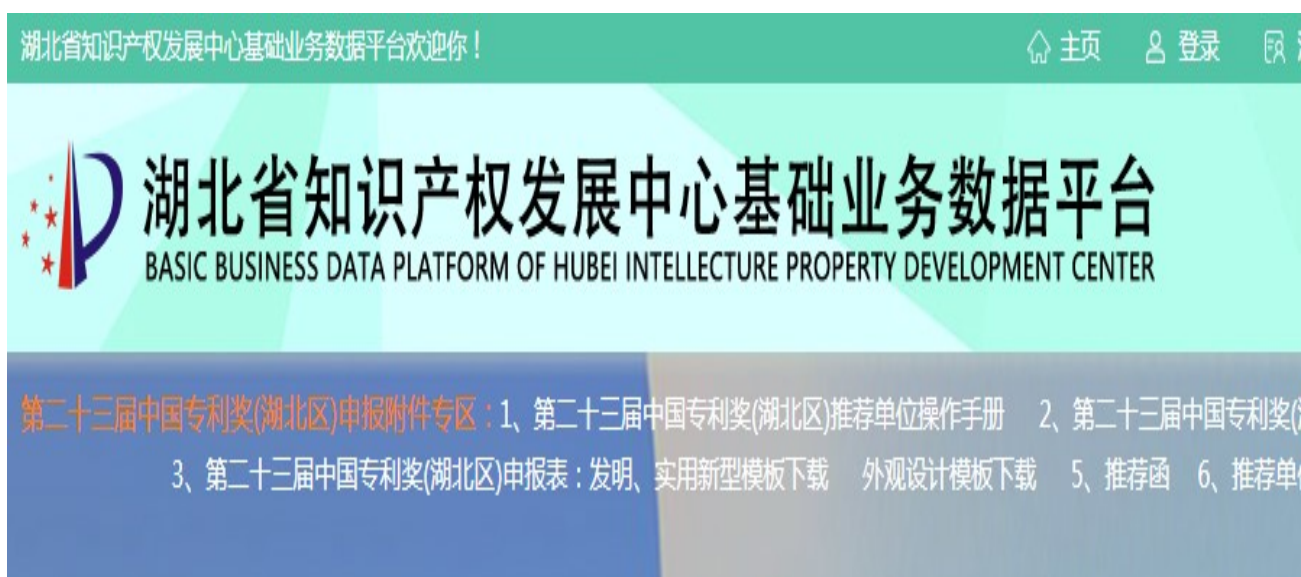 湖北省知识产权发展中心基础业务数据平台欢迎你！ 主页 登录
湖北省知识产权发展中心基础业务数据平台
BASIC BUSINESS DATA PLATFORM OF HUBEI INTELLECTURE PROPERTY DEVELOPMENT CENTER
第二十三届中国专利奖(湖北区)申报附件专区：1、第二十三届中国专利奖(湖北区)推荐单位操作手册 2、第二十三届中国专利奖(
3、第二十三届中国专利奖(湖北区)申报表：发明、实用新型模板下载 外观设计模板下载 5、推荐函 6、推荐单